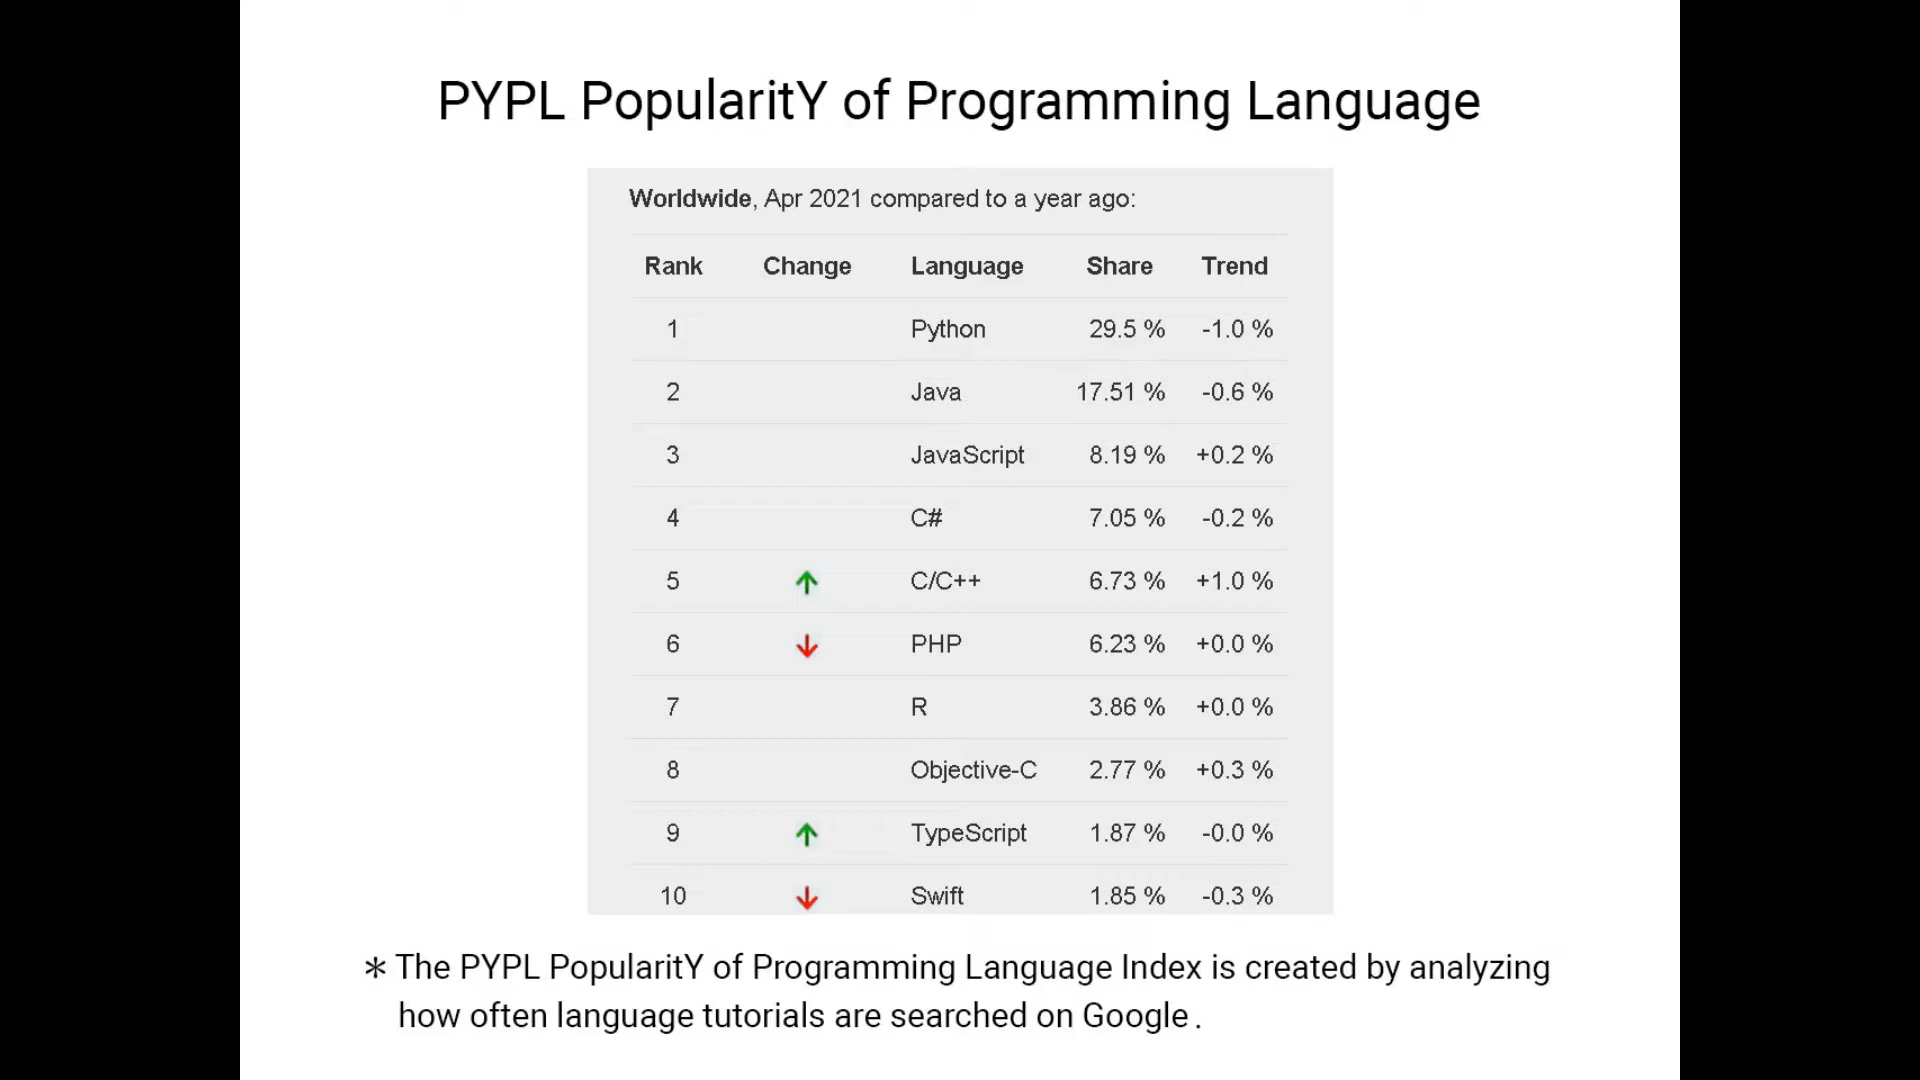 PYPL PopularitY of Programming Language
Worldwide, Apr 2021 compared to a year ago:
Rank Change Language Share Trend
1 Python 29.5 % -1.0 %
2 Java 17.51 % -0.6 %
3 JavaScript 8.19 % +0.2 %
4 C# 7.05 % -0.2 %
5 ↑ C/C++ 6.73 % +1.0 %
6 ↓ PHP 6.23 % +0.0 %
7 R 3.86 % +0.0 %
8 Objective-C 2.77 % +0.3 %
9 ↑ TypeScript 1.87 % -0.0 %
10 ↓ Swift 1.85 % -0.3 %
* The PYPL PopularitY of Programming Language Index is created by analyzing
how often language tutorials are searched on Google.